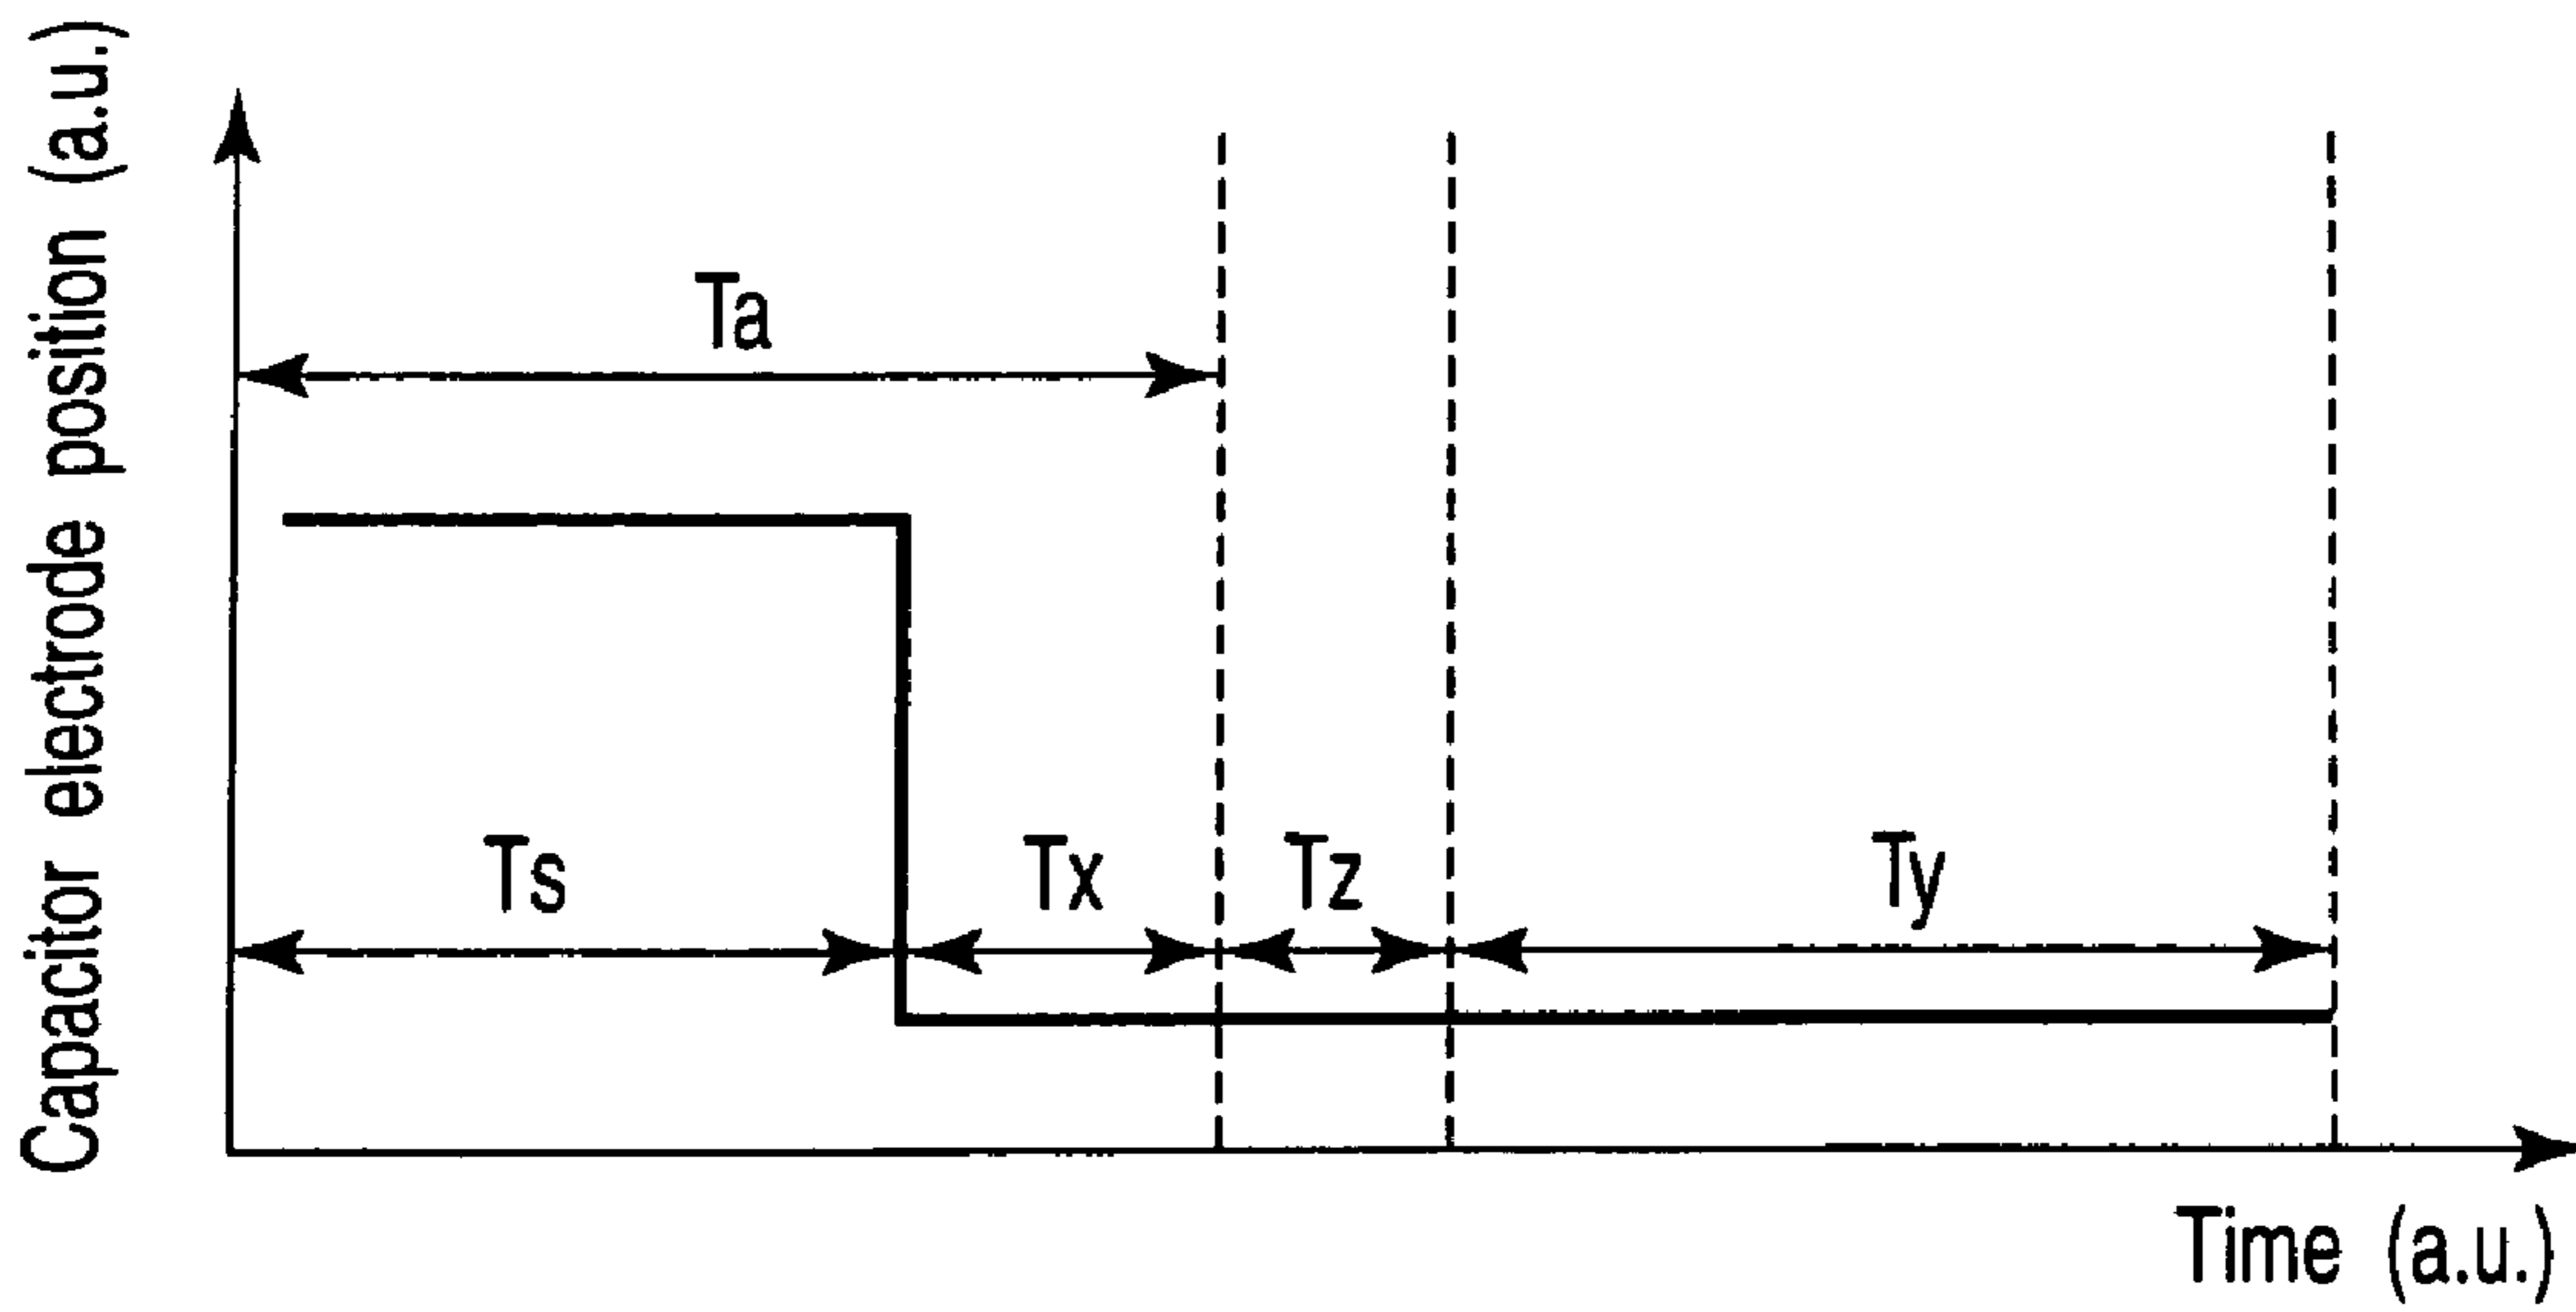 Capacitor electrode position (a.u.)
Ta
Ts
Tx
Tz
Ty
Time (a.u.)